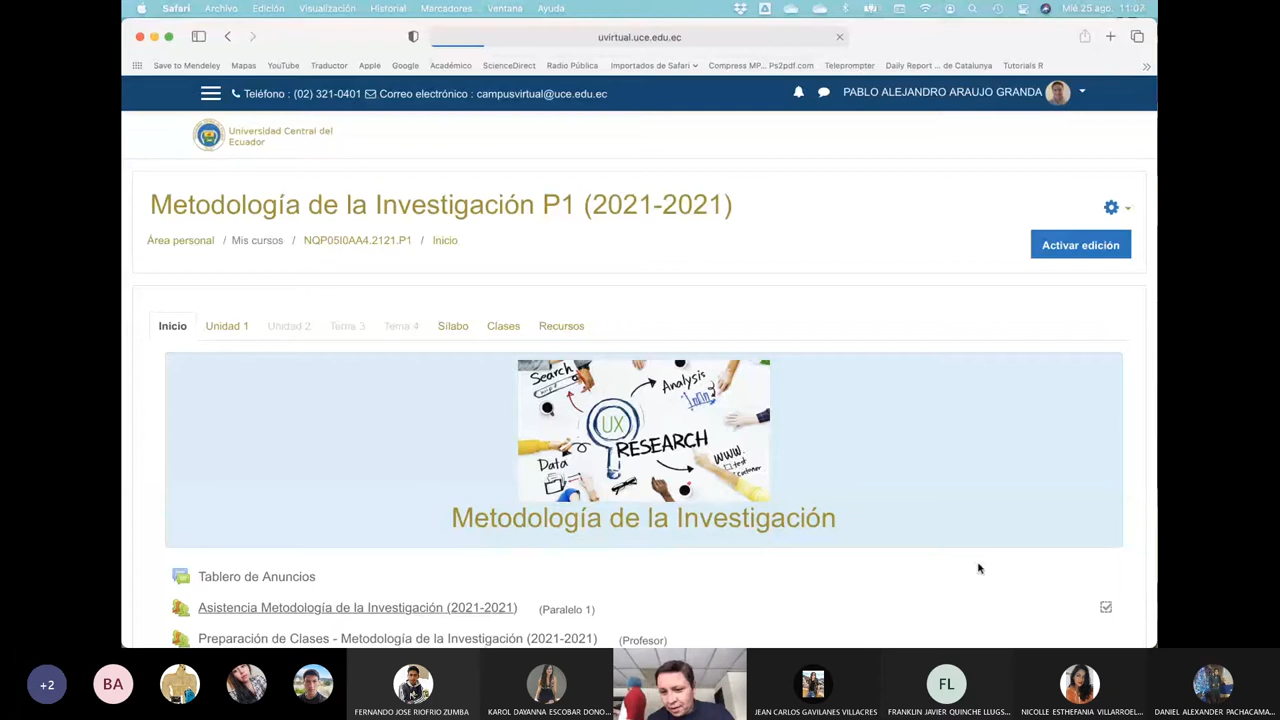 Safari Archivo Edición Visualización Historial Marcadores Ventana Ayuda
Mié 25 ago. 11:07
uvirtual.uce.edu.ec
Save to Mendeley Mapas YouTube Traductor Apple Google Académico ScienceDirect Radio Pública Importados de Safari Compress MP... Ps2pdf.com Teleprompter Daily Report ... de Catalunya Tutorials R
Teléfono : (02) 321-0401 Correo electrónico : campusvirtual@uce.edu.ec
PABLO ALEJANDRO ARAUJO GRANDA
Universidad Central del
Ecuador
Metodología de la Investigación P1 (2021-2021)
Área personal / Mis cursos / NQP05I0AA4.2121.P1 / Inicio
Activar edición
Inicio Unidad 1 Unidad 2 Tema 3 Tema 4 Sílabo Clases Recursos
Search
Analysis
UX
RESEARCH
Data
WWW.
test
customer
Metodología de la Investigación
Tablero de Anuncios
Asistencia Metodología de la Investigación (2021-2021) (Paralelo 1)
Preparación de Clases - Metodología de la Investigación (2021-2021) (Profesor)
+2
BA
FL
FERNANDO JOSE RIOFRIO ZUMBA
KAROL DAYANNA ESCOBAR DONO...
JEAN CARLOS GAVILANES VILLACRES
FRANKLIN JAVIER QUINCHE LLUGS...
NICOLLE ESTHEFANIA VILLARROEL...
DANIEL ALEXANDER PACHACAMA...